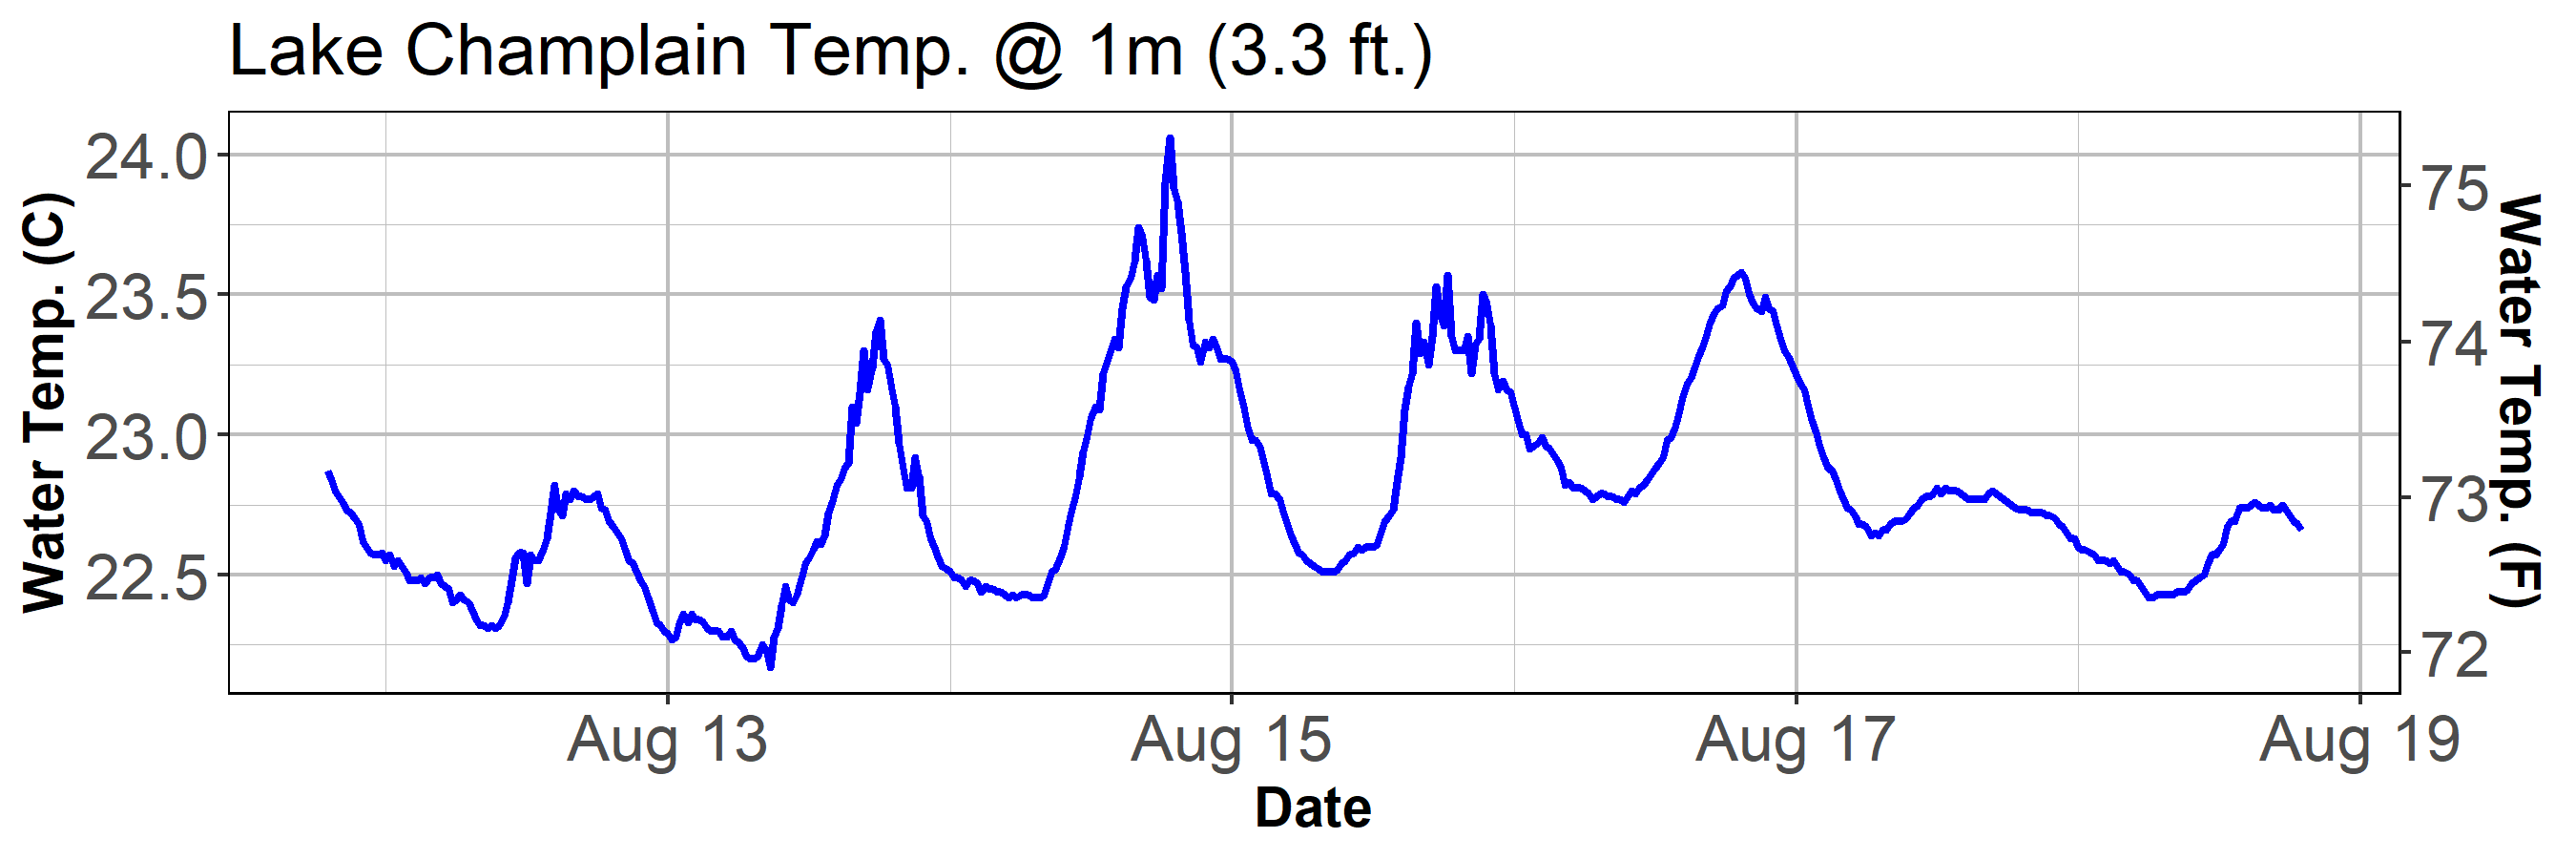 Lake Champlain Temp. @ 1m (3.3 ft.)
Water Temp. (C)
24.0
23.5
23.0
22.5
75
74
73
72
Water Temp. (F)
Aug 13
Aug 15
Aug 17
Aug 19
Date